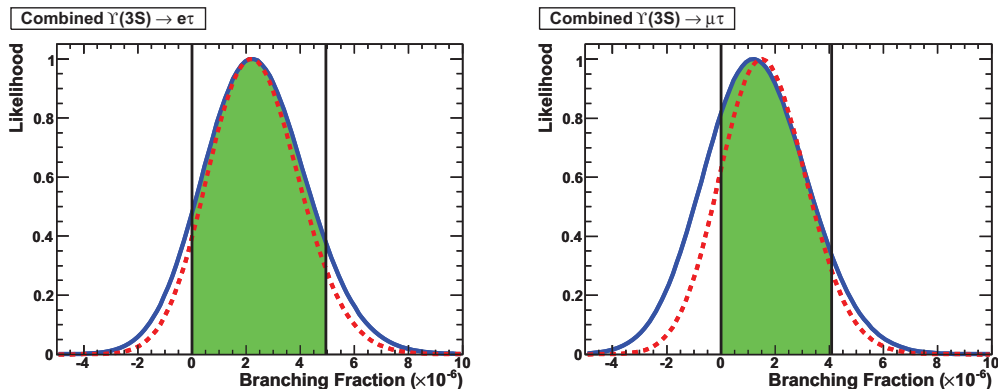 Combined ϒ(3S) → eτ
Likelihood
1
0.8
0.6
0.4
0.2
0
-4 -2 0 2 4 6 8 10
Branching Fraction (×10⁻⁶)
Combined ϒ(3S) → μτ
Likelihood
1
0.8
0.6
0.4
0.2
0
-4 -2 0 2 4 6 8 10
Branching Fraction (×10⁻⁶)